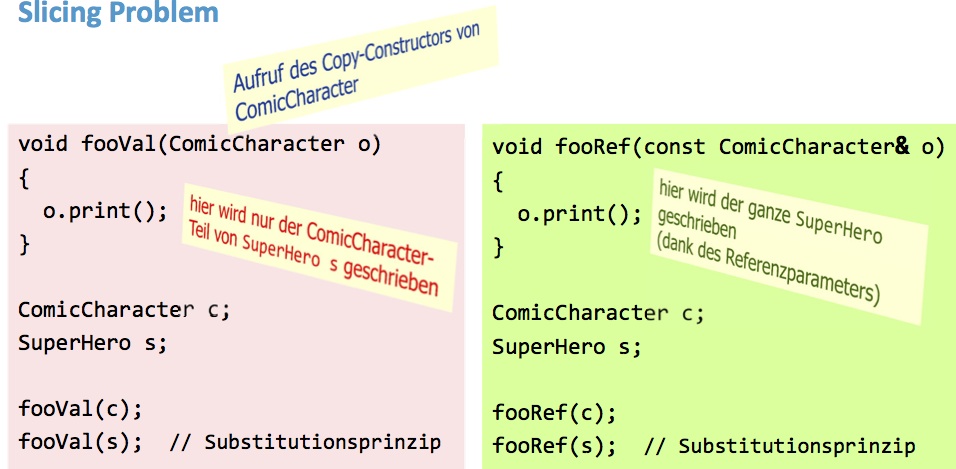 Slicing Problem
Aufruf des Copy-Constructors von
ComicCharacter
void fooVal(ComicCharacter o)
{
o.print();
}
hier wird nur der ComicCharacter-
Teil von SuperHero s geschrieben
ComicCharacter c;
SuperHero s;
fooVal(c);
fooVal(s); // Substitutionsprinzip
void fooRef(const ComicCharacter& o)
{
o.print();
}
hier wird der ganze SuperHero
geschrieben
(dank des Referenzparameters)
ComicCharacter c;
SuperHero s;
fooRef(c);
fooRef(s); // Substitutionsprinzip